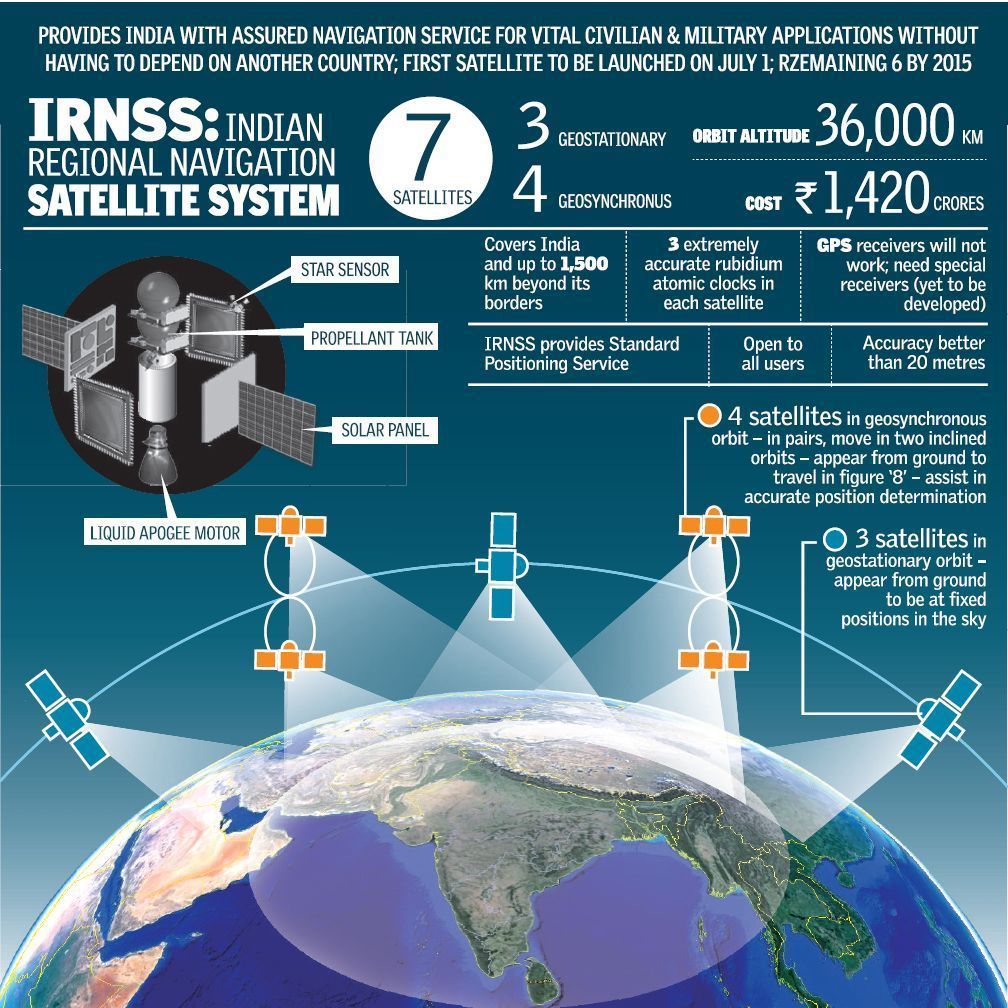 PROVIDES INDIA WITH ASSURED NAVIGATION SERVICE FOR VITAL CIVILIAN & MILITARY APPLICATIONS WITHOUT
HAVING TO DEPEND ON ANOTHER COUNTRY; FIRST SATELLITE TO BE LAUNCHED ON JULY 1; RZEMAINING 6 BY 2015
IRNSS: INDIAN
REGIONAL NAVIGATION
SATELLITE SYSTEM
7
SATELLITES
3 GEOSTATIONARY
4 GEOSYNCHRONUS
ORBIT ALTITUDE 36,000 KM
COST ₹1,420 CRORES
Covers India
and up to 1,500
km beyond its
borders
3 extremely
accurate rubidium
atomic clocks in
each satellite
GPS receivers will not
work; need special
receivers (yet to be
developed)
IRNSS provides Standard
Positioning Service
Open to
all users
Accuracy better
than 20 metres
STAR SENSOR
PROPELLANT TANK
SOLAR PANEL
LIQUID APOGEE MOTOR
4 satellites in geosynchronous
orbit – in pairs, move in two inclined
orbits – appear from ground to
travel in figure '8' – assist in
accurate position determination
3 satellites in
geostationary orbit –
appear from ground
to be at fixed
positions in the sky